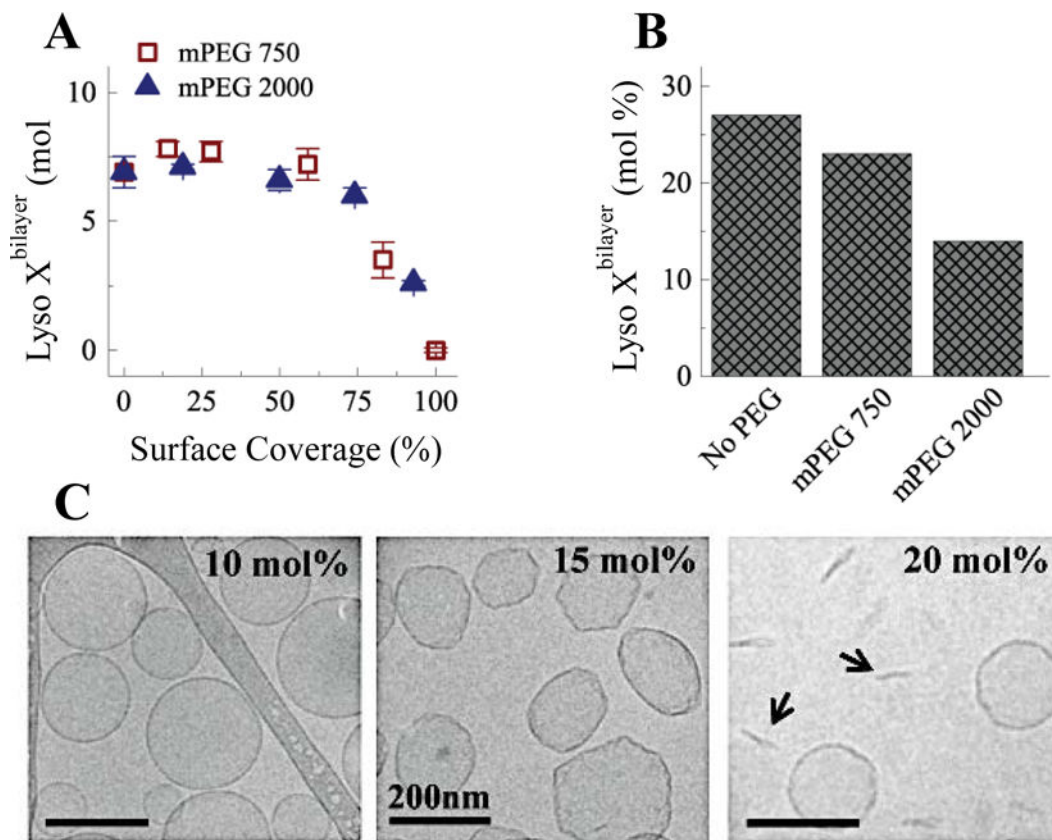 A
mPEG 750
mPEG 2000
Lyso X^bilayer (mol
10
5
0
0 25 50 75 100
Surface Coverage (%)
B
Lyso X^bilayer (mol %)
30
20
10
0
No PEG
mPEG 750
mPEG 2000
C
10 mol%
15 mol%
200nm
20 mol%